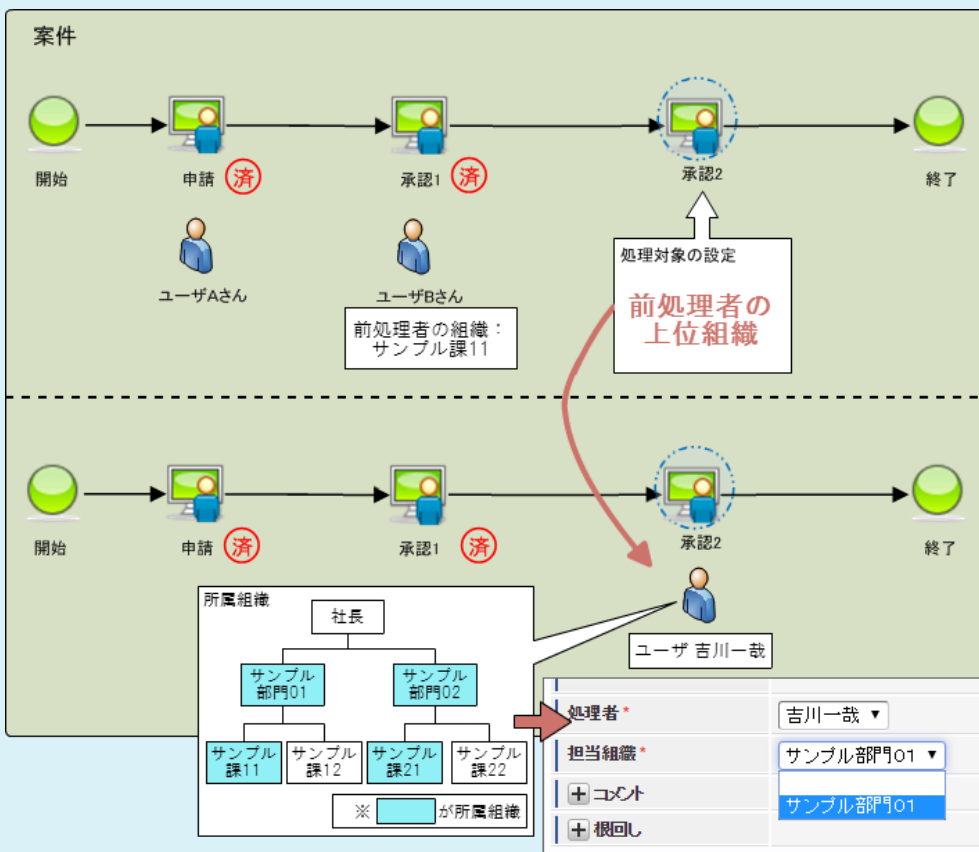 案件
開始
申請 済
承認1 済
承認2
終了
ユーザAさん
ユーザBさん
前処理者の組織：
サンプル課11
処理対象の設定
前処理者の
上位組織
開始
申請 済
承認1 済
承認2
終了
ユーザ 吉川一哉
所属組織
社長
サンプル
部門01
サンプル
部門02
サンプル
課11
サンプル
課12
サンプル
課21
サンプル
課22
※ が所属組織
処理者* 吉川一哉 ▼
担当組織* サンプル部門01 ▼
サンプル部門01
コメント
根回し